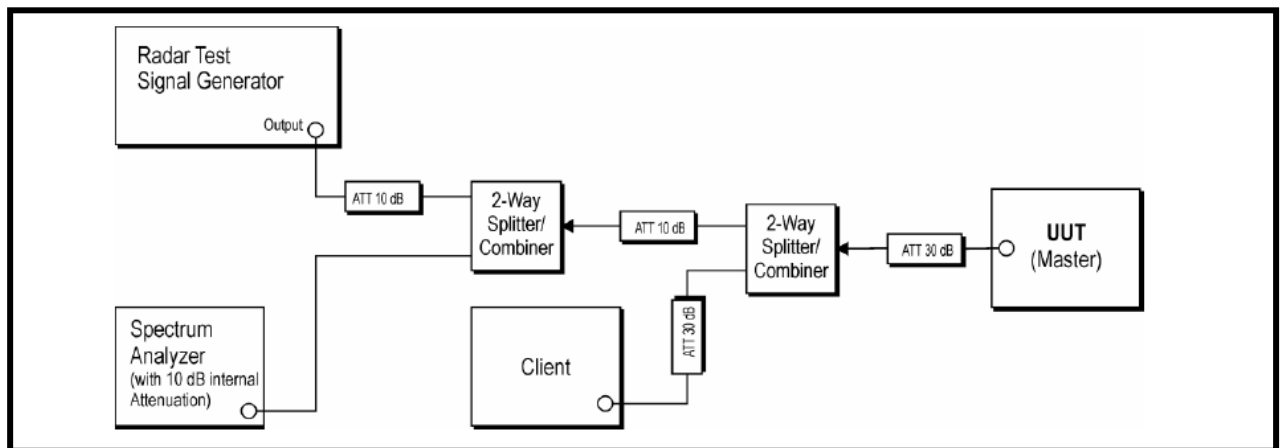 Radar Test
Signal Generator
Output
ATT 10 dB
2-Way
Splitter/
Combiner
ATT 10 dB
2-Way
Splitter/
Combiner
ATT 30 dB
UUT
(Master)
Spectrum
Analyzer
(with 10 dB internal
Attenuation)
Client
ATT 30 dB